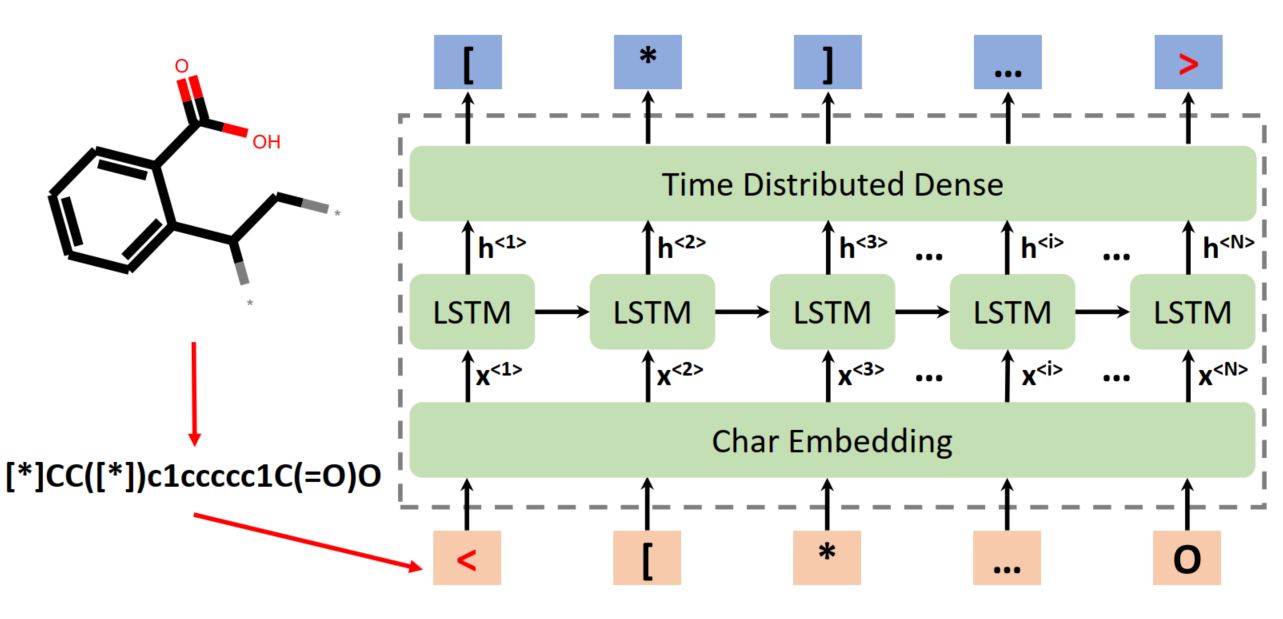 O
OH
*
*
[*]CC([*])c1ccccc1C(=O)O
[ * ] ... >
Time Distributed Dense
h<1> h<2> h<3> ... h<i> ... h<N>
LSTM LSTM LSTM LSTM LSTM
x<1> x<2> x<3> ... x<i> ... x<N>
Char Embedding
< [ * ... O